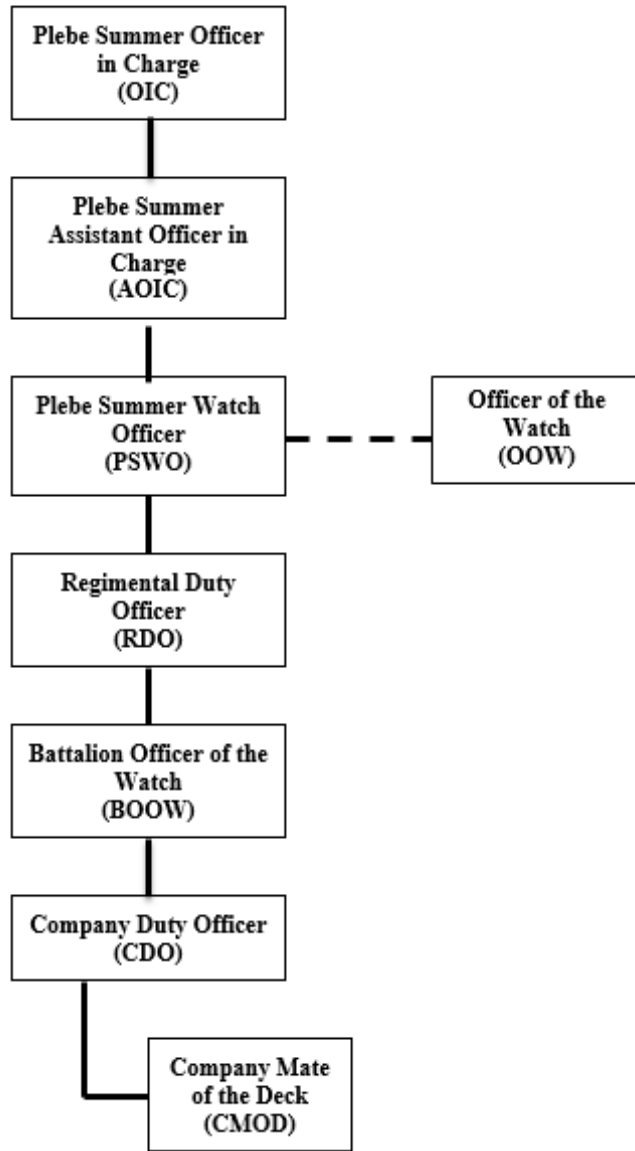 Plebe Summer Officer
in Charge
(OIC)
Plebe Summer
Assistant Officer in
Charge
(AOIC)
Plebe Summer Watch
Officer
(PSWO)
Officer of the
Watch
(OOW)
Regimental Duty
Officer
(RDO)
Battalion Officer of the
Watch
(BOOW)
Company Duty Officer
(CDO)
Company Mate
of the Deck
(CMOD)